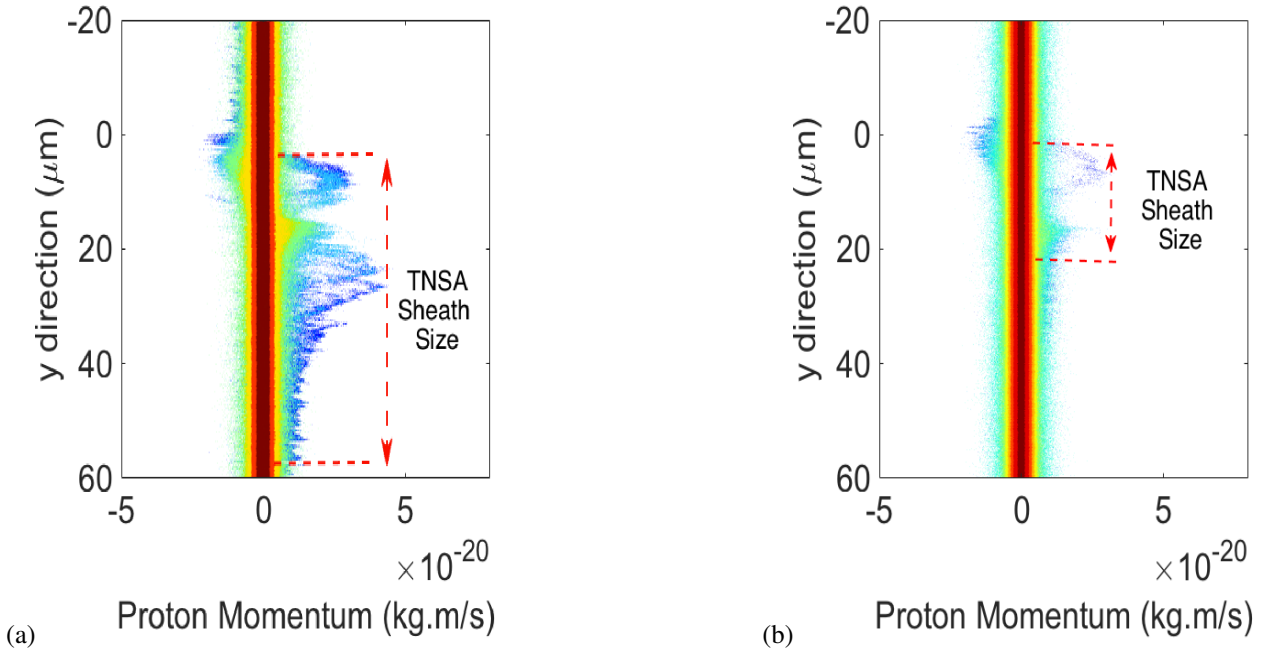 -20
0
20
40
60
y direction (μm)
TNSA
Sheath
Size
-5 0 5
×10^-20
Proton Momentum (kg.m/s)
(a)
-20
0
20
40
60
y direction (μm)
TNSA
Sheath
Size
-5 0 5
×10^-20
Proton Momentum (kg.m/s)
(b)